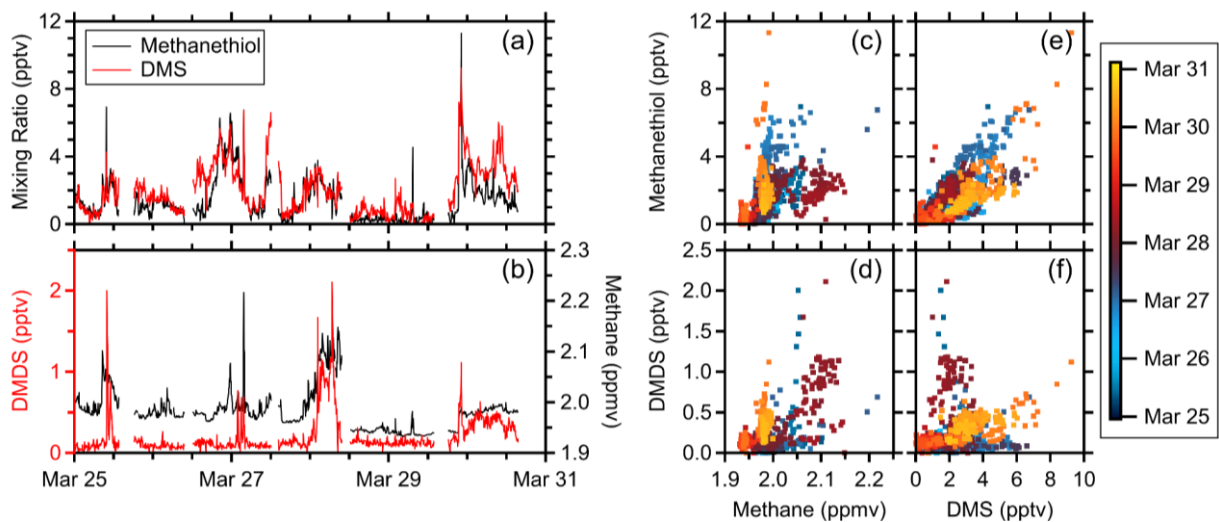 12
8
4
0
Mixing Ratio (pptv)
Methanethiol
DMS
(a)
2
1
0
DMDS (pptv)
(b)
2.3
2.2
2.1
2.0
1.9
Methane (ppmv)
Mar 25
Mar 27
Mar 29
Mar 31
12
8
4
0
Methanethiol (pptv)
(c)
(e)
2.5
2.0
1.5
1.0
0.5
0.0
DMDS (pptv)
(d)
(f)
1.9
2.0
2.1
2.2
Methane (ppmv)
0
2
4
6
8
10
DMS (pptv)
Mar 31
Mar 30
Mar 29
Mar 28
Mar 27
Mar 26
Mar 25